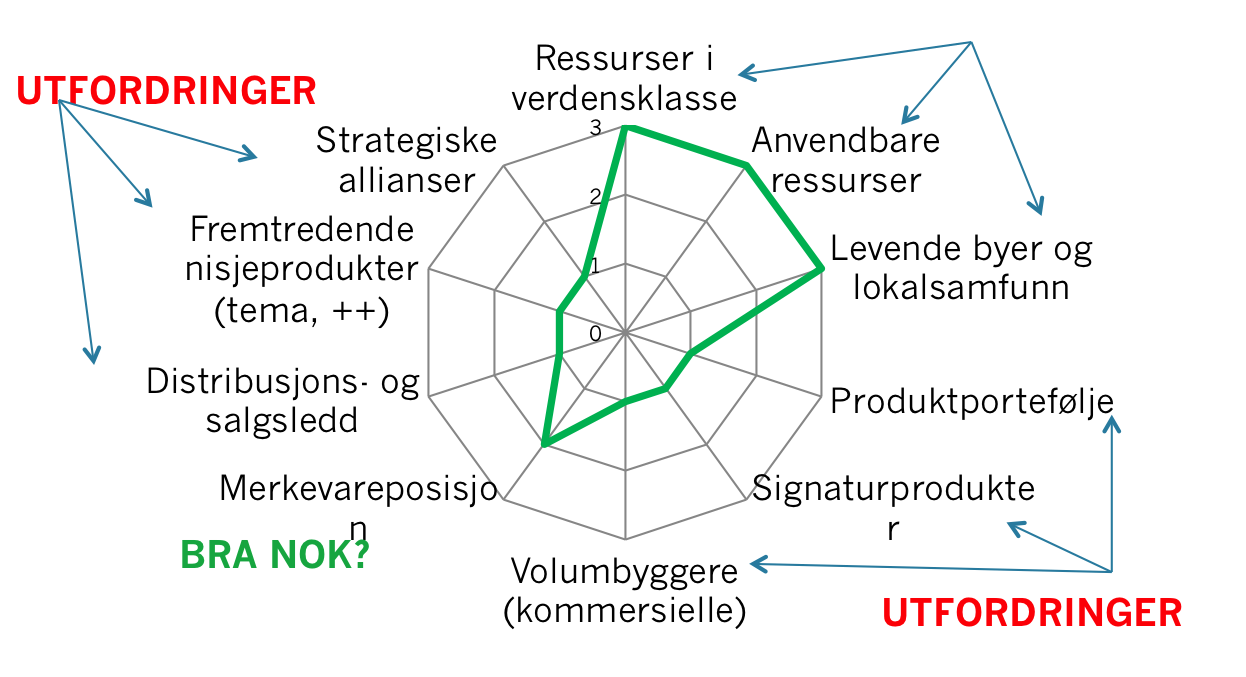 UTFORDRINGER
Ressurser i
verdensklasse
Anvendbare
ressurser
Levende byer og
lokalsamfunn
Produktportefølje
Signaturprodukte
r
Volumbyggere
(kommersielle)
Merkevareposisjo
n
Distribusjons- og
salgsledd
Fremtredende
nisjeprodukter
(tema, ++)
Strategiske
allianser
3
2
1
0
BRA NOK?
UTFORDRINGER